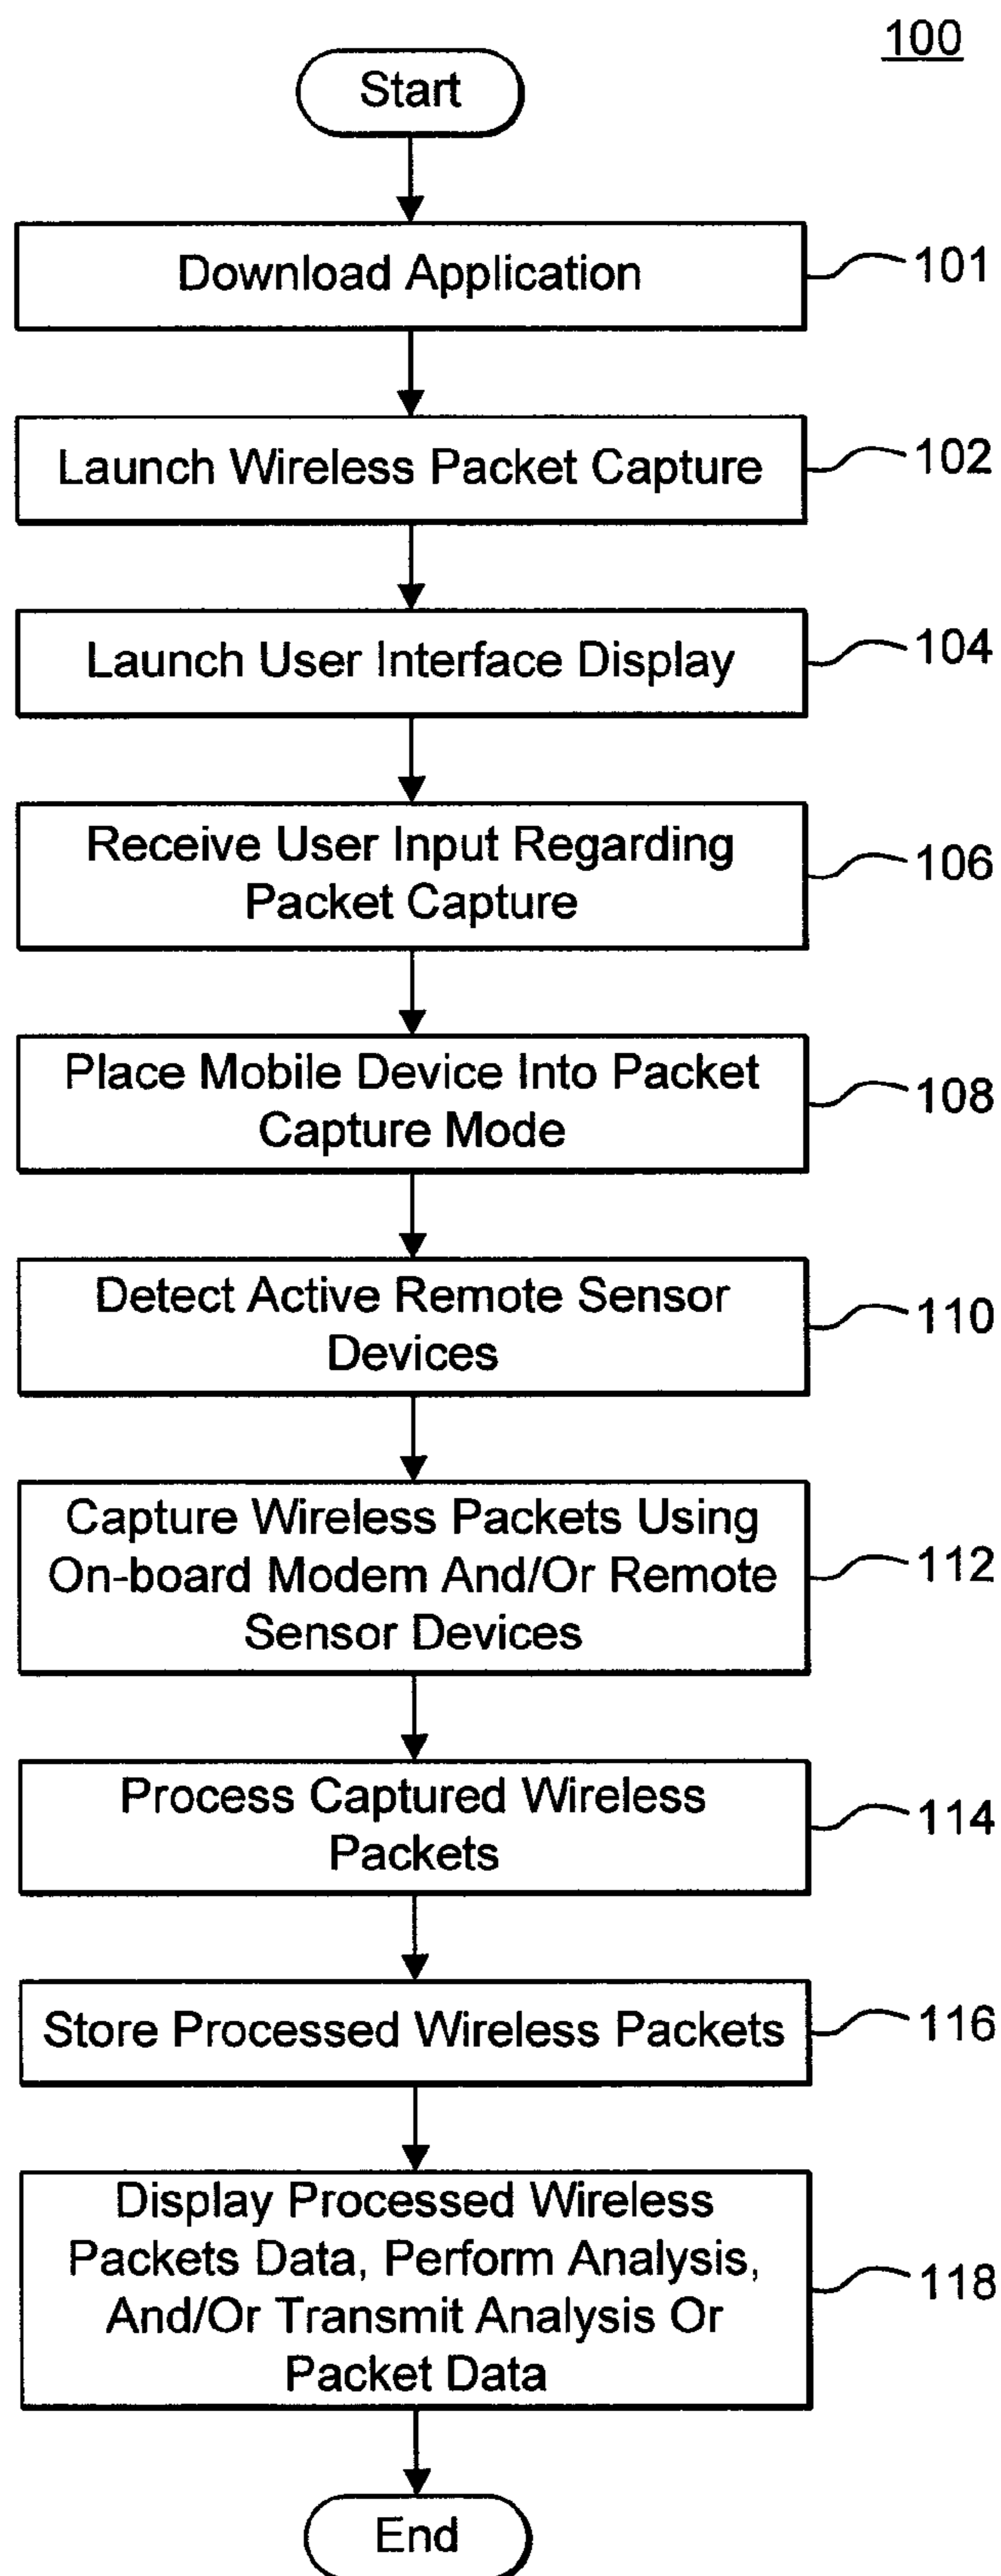 100
Start
Download Application
101
Launch Wireless Packet Capture
102
Launch User Interface Display
104
Receive User Input Regarding
Packet Capture
106
Place Mobile Device Into Packet
Capture Mode
108
Detect Active Remote Sensor
Devices
110
Capture Wireless Packets Using
On-board Modem And/Or Remote
Sensor Devices
112
Process Captured Wireless
Packets
114
Store Processed Wireless Packets
116
Display Processed Wireless
Packets Data, Perform Analysis,
And/Or Transmit Analysis Or
Packet Data
118
End